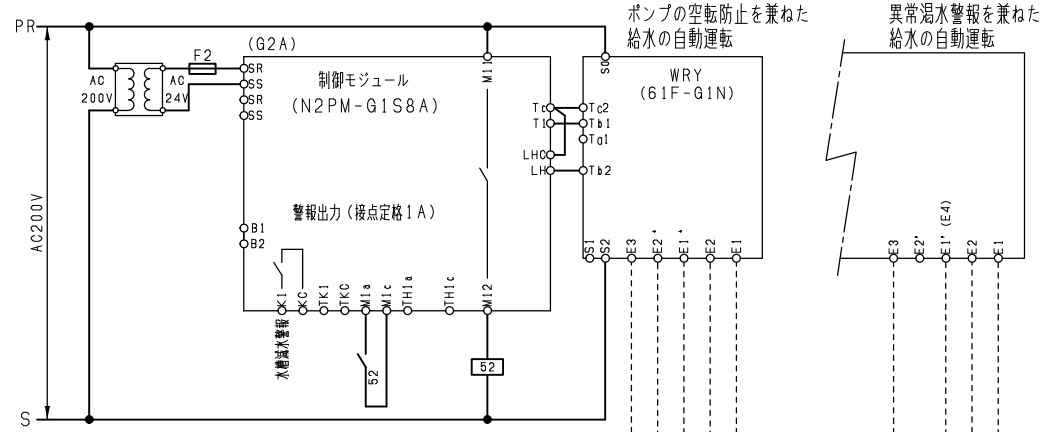 ポンプの空転防止を兼ねた
給水の自動運転
異常渇水警報を兼ねた
給水の自動運転
PR
AC200V
S
AC
200V
AC
24V
F2
(G2A)
制御モジュール
(N2PM-G1S8A)
SR
SS
SR
SS
B1
B2
警報出力(接点定格1A)
M11
Tc
T1
LHC
LH
K1
KC
TK1
TKC
M1a
M1c
TH1a
TH1c
M12
水槽減水警報
52
52
S0
WRY
(61F-G1N)
Tc2
Tb1
Ta1
Tb2
S1
S2
E3
E2'
E1'
E2
E1
E3
E2'
E1' (E4)
E2
E1